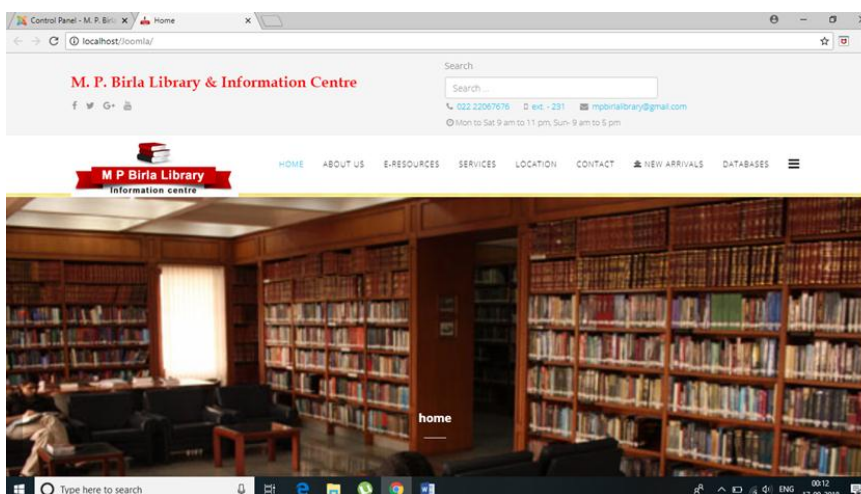 Control Panel - M. P. Birl
Home
localhost/Joomla/
Search
M. P. Birla Library & Information Centre
Search ...
022 22067676 ext. - 231 mpbirlalibrary@gmail.com
Mon to Sat 9 am to 11 pm, Sun- 9 am to 5 pm
M P Birla Library
Information centre
HOME ABOUT US E-RESOURCES SERVICES LOCATION CONTACT NEW ARRIVALS DATABASES
home
Type here to search
ENG
00:12